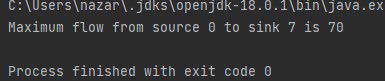 C:\Users\nazar\.jdks\openjdk-18.0.1\bin\java.ex
Maximum flow from source 0 to sink 7 is 70
Process finished with exit code 0